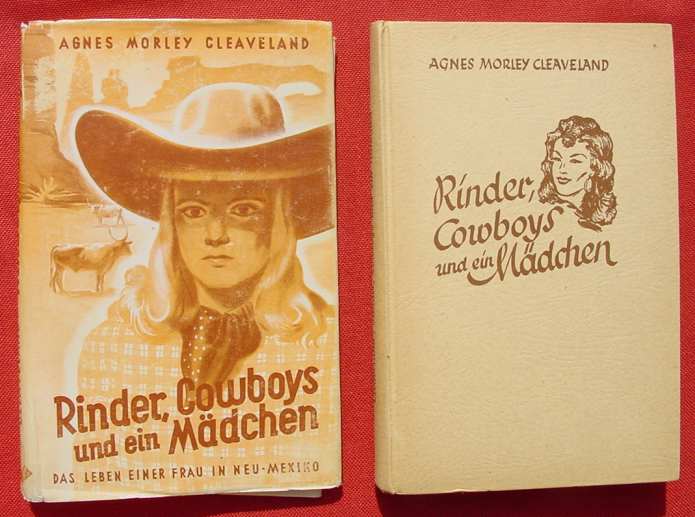 AGNES MORLEY CLEAVELAND
Rinder, Cowboys
und ein Mädchen
DAS LEBEN EINER FRAU IN NEU-MEXIKO
AGNES MORLEY CLEAVELAND
Rinder,
Cowboys
und ein Mädchen